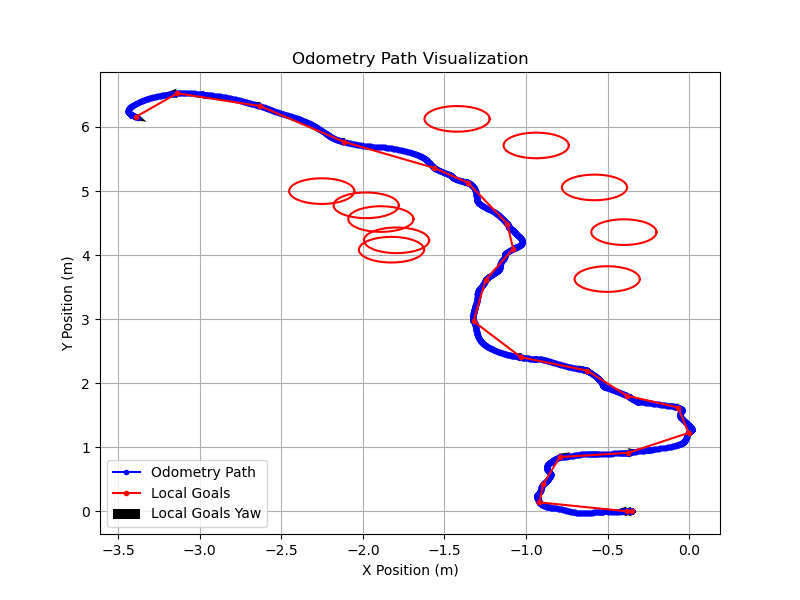 Odometry Path Visualization
Y Position (m)
6
5
4
3
2
1
0
Odometry Path
Local Goals
Local Goals Yaw
−3.5 −3.0 −2.5 −2.0 −1.5 −1.0 −0.5 0.0
X Position (m)